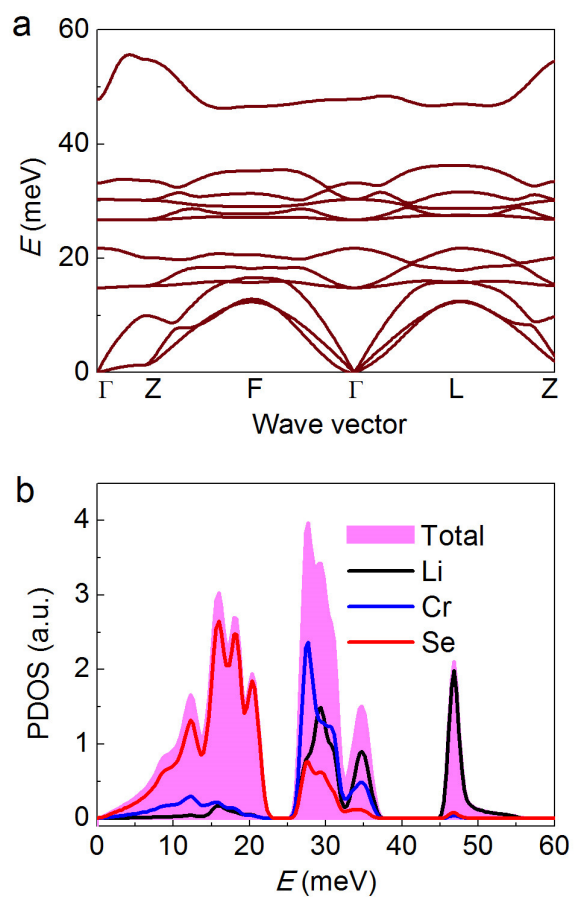 a
60
40
20
0
E (meV)
Γ Z F Γ L Z
Wave vector
b
4
3
2
1
0
PDOS (a.u.)
Total
Li
Cr
Se
0 10 20 30 40 50 60
E (meV)